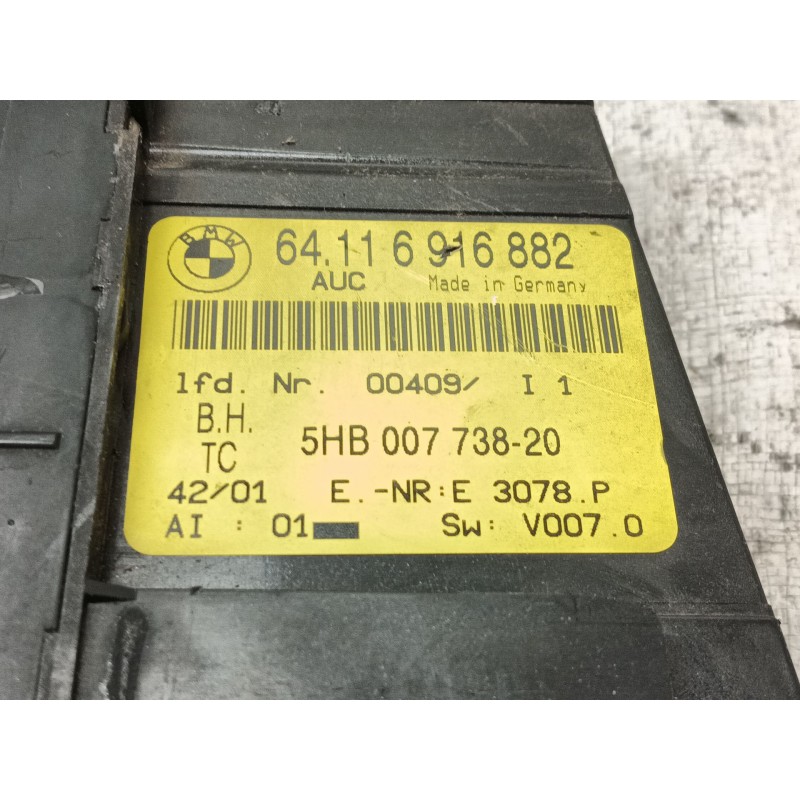 BMW
64.11 6 916 882
AUC Made in Germany
lfd. Nr. 00409/ I 1
B.H.
TC
5HB 007 738-20
42/01 E.-NR:E 3078.P
AI : 01 Sw: V007.0